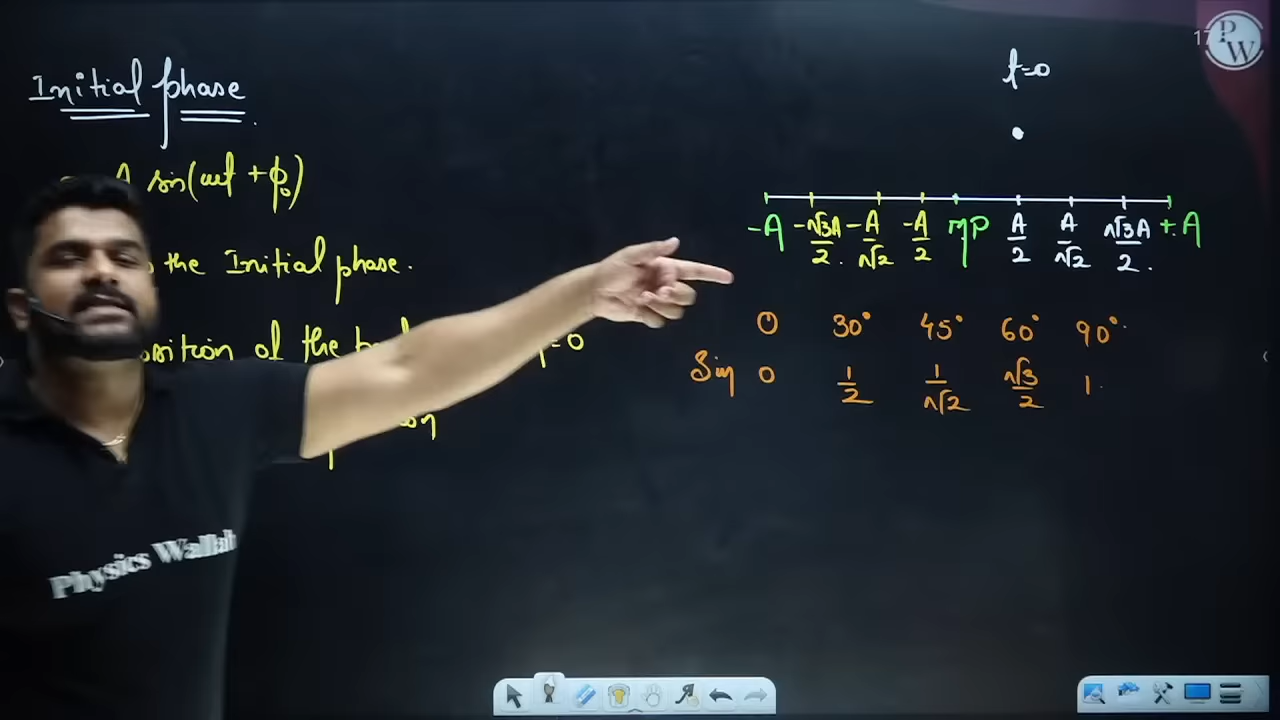 Initial phase.
A sin(ωt + φ₀)
the Initial phase.
of the
=0
t=0
-A -√3A/2. -A/√2 -A/2 MP A/2 A/√2 √3A/2. +A
0 30° 45° 60° 90°
Sin 0 1/2 1/√2 √3/2 1
Physics Wallah
17
PW